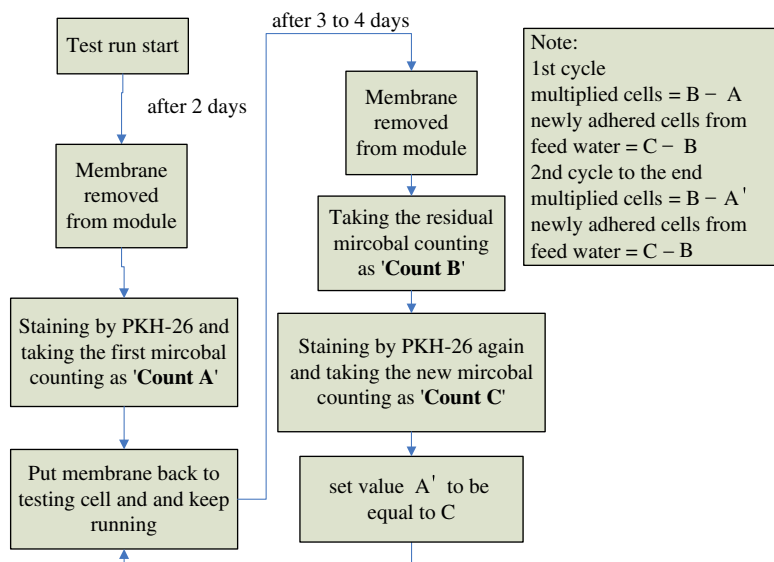 Test run start
after 2 days
Membrane
removed
from module
Staining by PKH-26 and
taking the first mircobal
counting as 'Count A'
Put membrane back to
testing cell and and keep
running
after 3 to 4 days
Membrane
removed
from module
Taking the residual
mircobal counting
as 'Count B'
Staining by PKH-26 again
and taking the new mircobal
counting as 'Count C'
set value A' to be
equal to C
Note:
1st cycle
multiplied cells = B − A
newly adhered cells from
feed water = C − B
2nd cycle to the end
multiplied cells = B − A'
newly adhered cells from
feed water = C − B